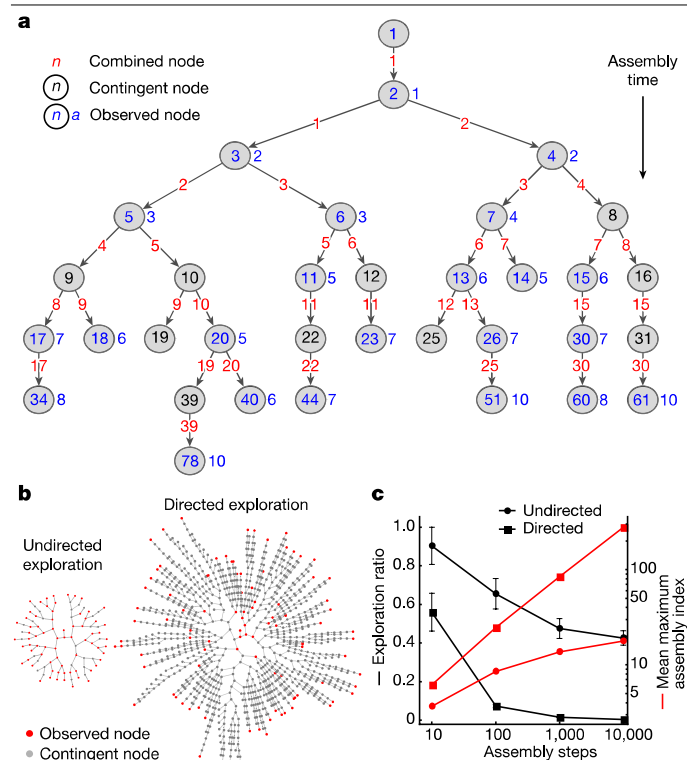 a
1
n Combined node
n Contingent node
n a Observed node
Assembly
time
1
2 1
1 2
3 2 4 2
2 3 3 4
5 3 6 3 7 4 8
4 5 5 6 6 7 7 8
9 10 11 5 12 13 6 14 5 15 6 16
8 9 9 10 11 11 12 13 15 15
17 7 18 6 19 20 5 22 23 7 25 26 7 30 7 31
17 19 20 22 25 30 30
34 8 39 40 6 44 7 51 10 60 8 61 10
39
78 10
b
Directed exploration
Undirected
exploration
Observed node
Contingent node
c
Undirected
Directed
1.0
0.8
0.6
0.4
0.2
0
Exploration ratio
100
50
10
5
Mean maximum
assembly index
10 100 1,000 10,000
Assembly steps